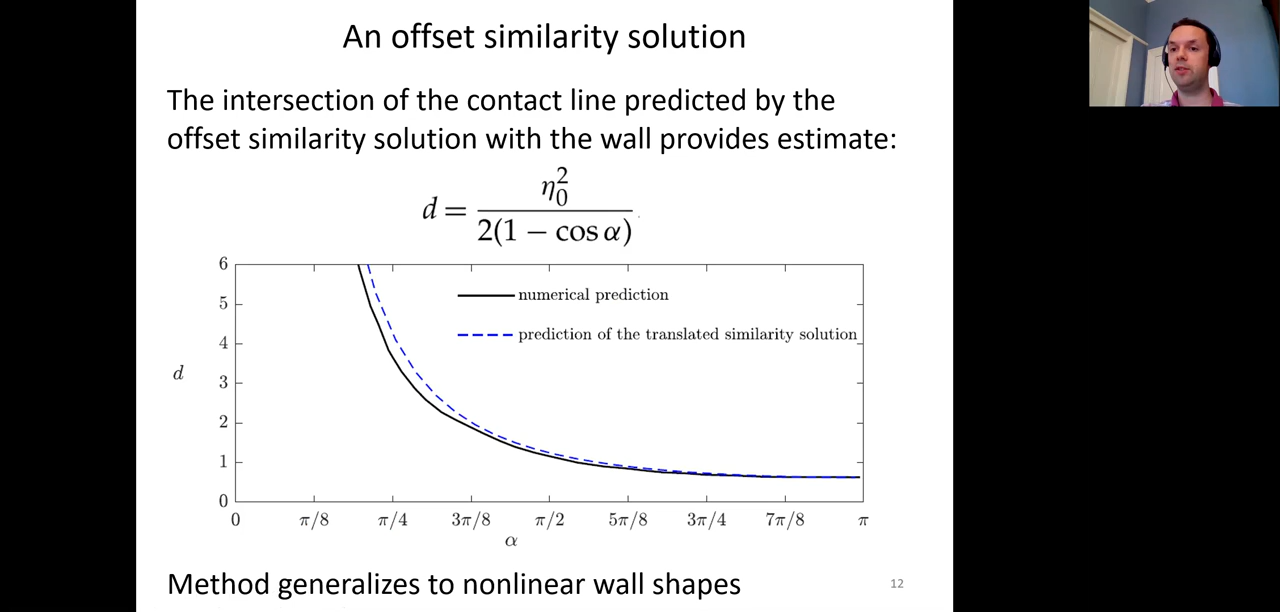 An offset similarity solution
The intersection of the contact line predicted by the
offset similarity solution with the wall provides estimate:
d = η₀² / 2(1 − cos α)
6
5
4
3
2
1
0
d
numerical prediction
prediction of the translated similarity solution
0 π/8 π/4 3π/8 π/2 5π/8 3π/4 7π/8 π
α
Method generalizes to nonlinear wall shapes
12